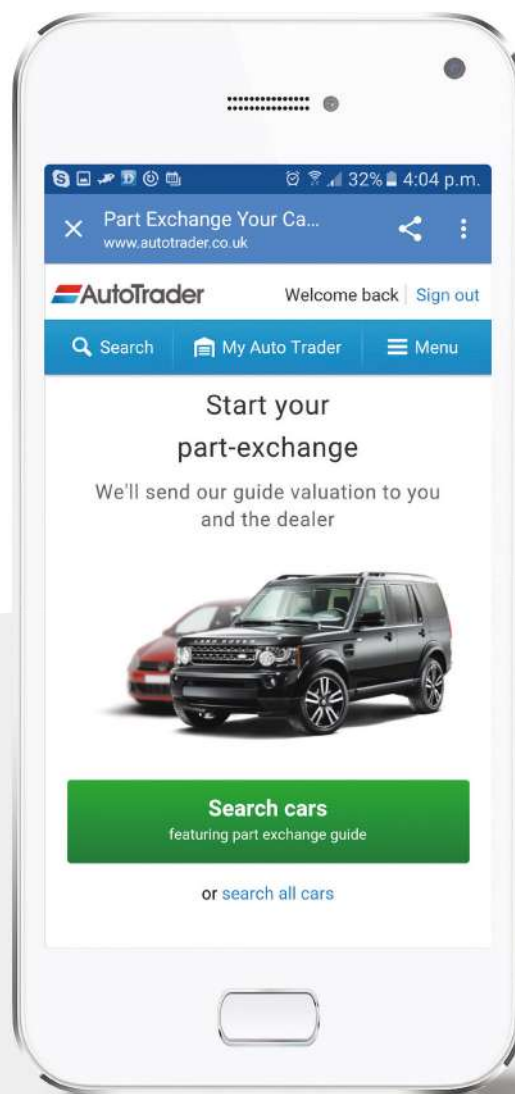 32% 4:04 p.m.
Part Exchange Your Ca...
www.autotrader.co.uk
AutoTrader Welcome back Sign out
Search My Auto Trader Menu
Start your
part-exchange
We'll send our guide valuation to you
and the dealer
LAND ROVER
Search cars
featuring part exchange guide
or search all cars